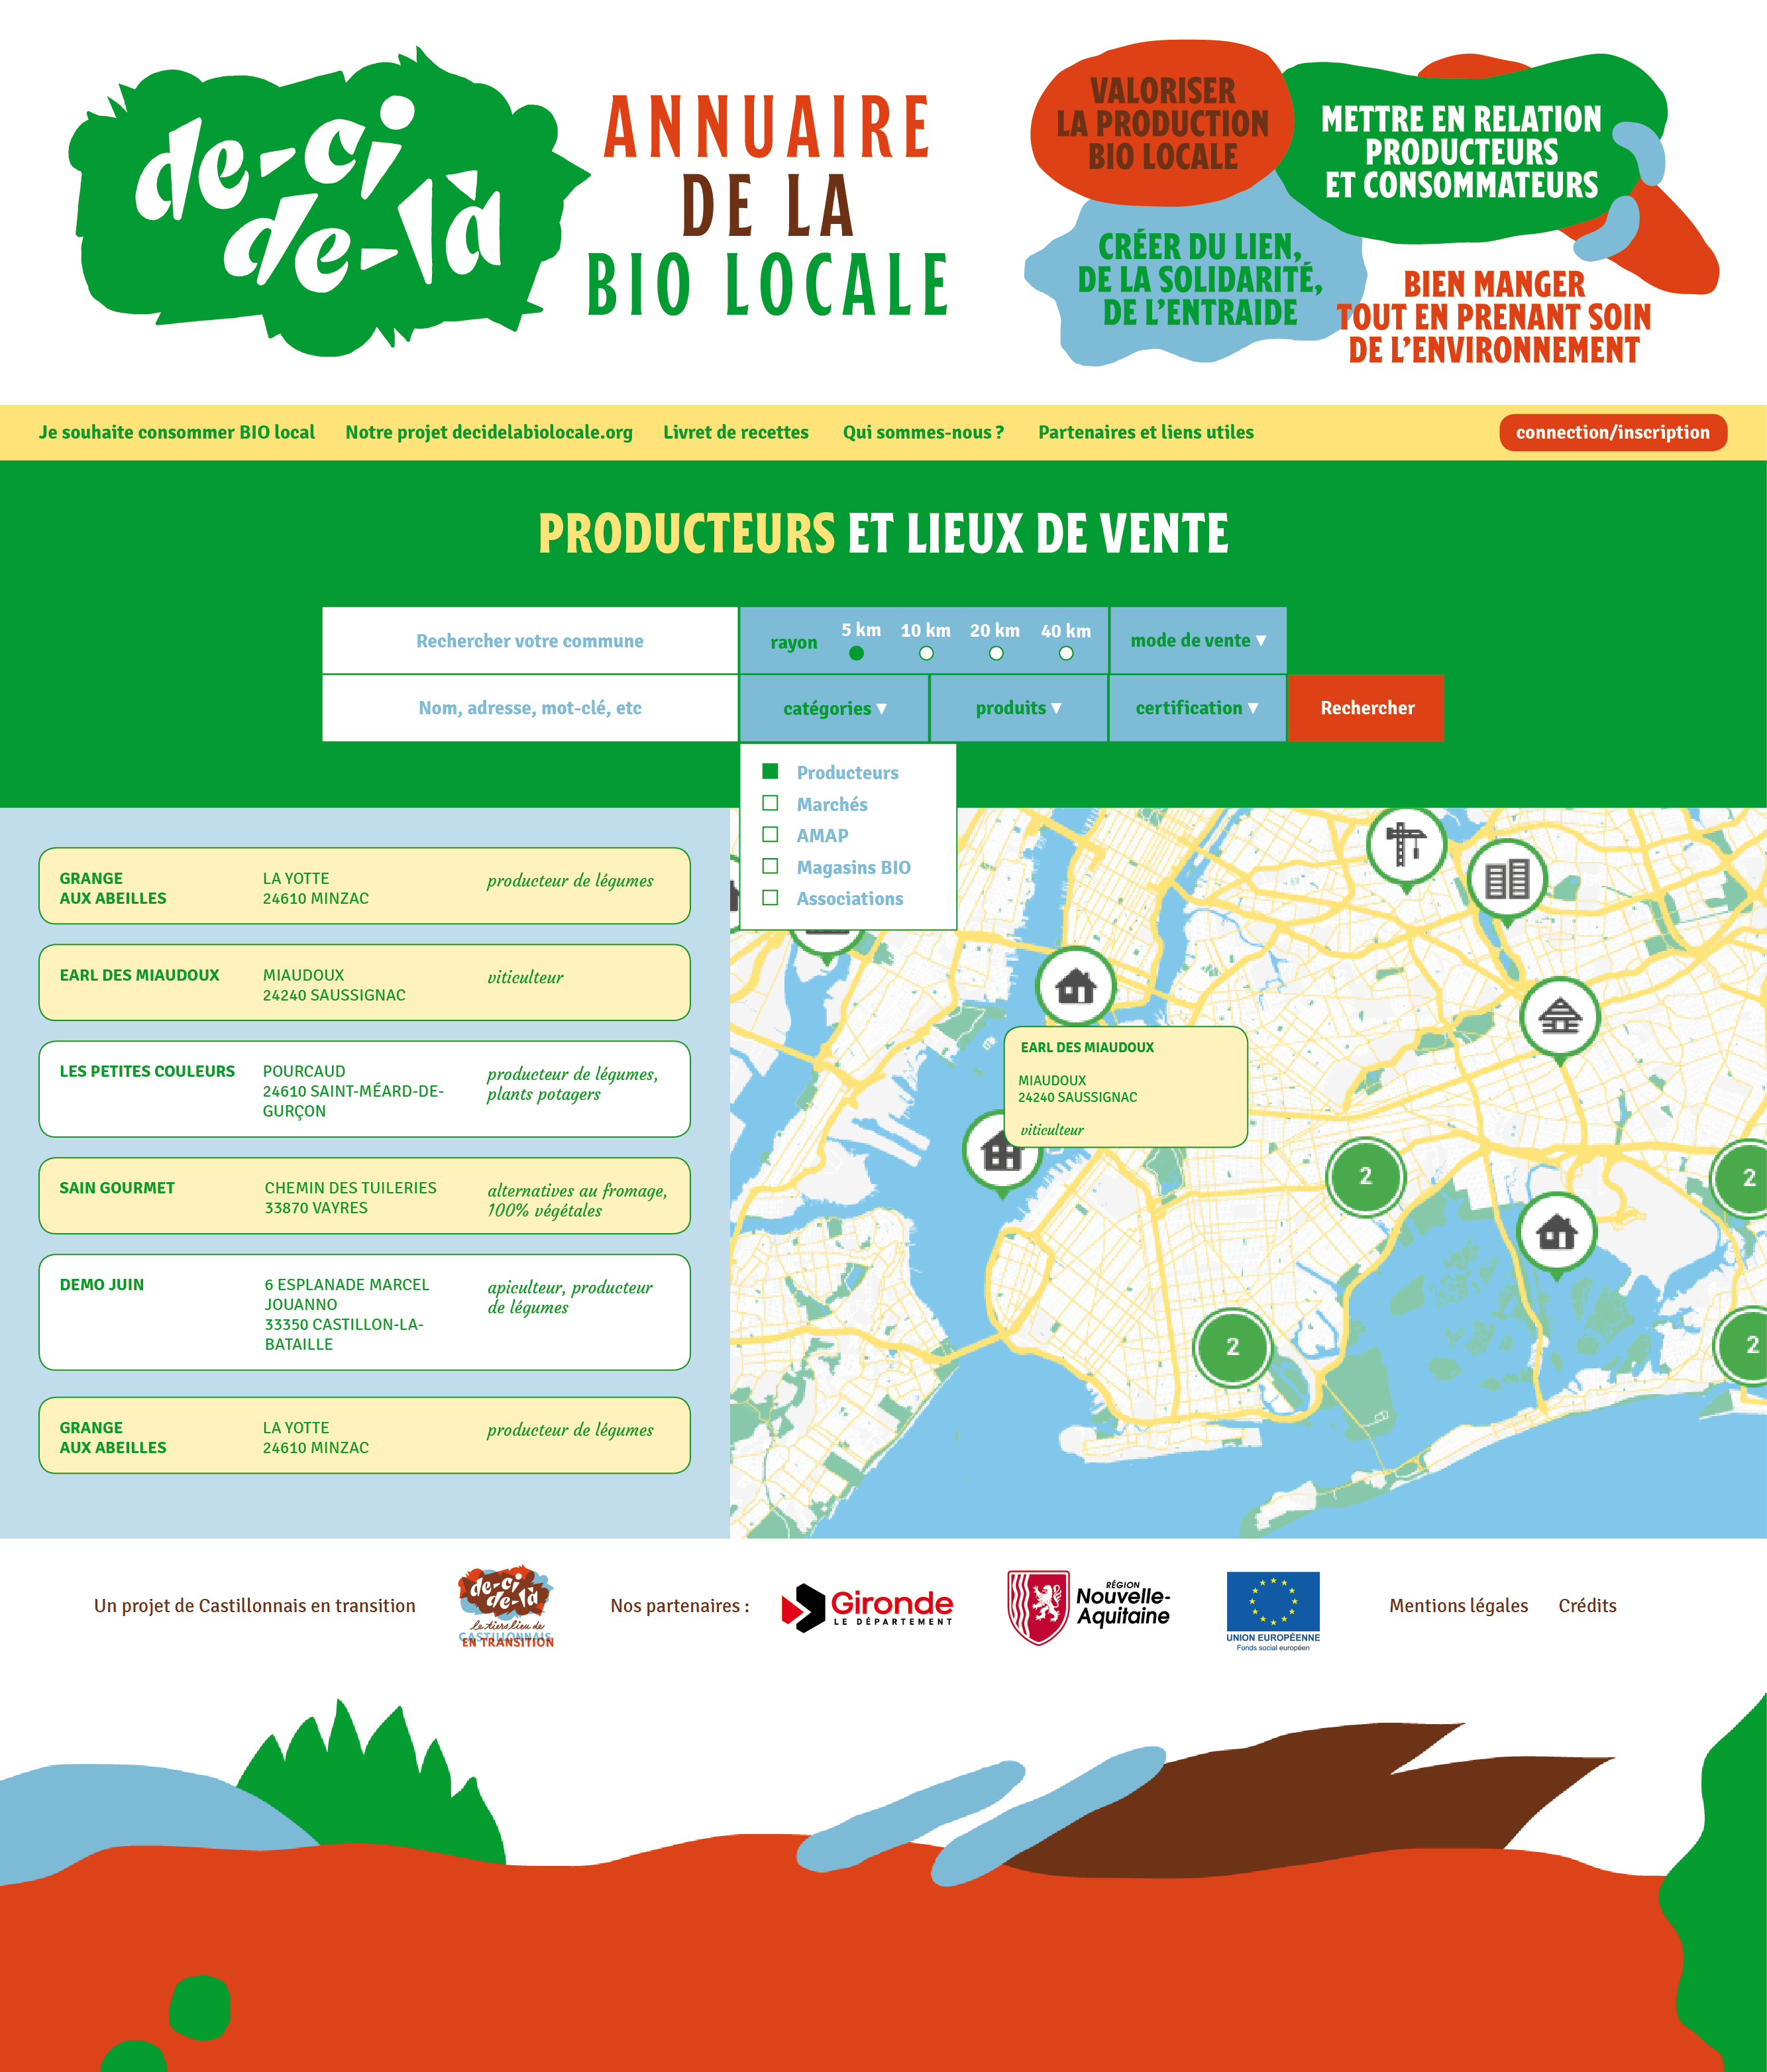 de-ci
de-là
ANNUAIRE
DE LA
BIO LOCALE
VALORISER
LA PRODUCTION
BIO LOCALE
METTRE EN RELATION
PRODUCTEURS
ET CONSOMMATEURS
CRÉER DU LIEN,
DE LA SOLIDARITÉ,
DE L'ENTRAIDE
BIEN MANGER
TOUT EN PRENANT SOIN
DE L'ENVIRONNEMENT
Je souhaite consommer BIO local Notre projet decidelabiolocale.org Livret de recettes Qui sommes-nous ? Partenaires et liens utiles connection/inscription
PRODUCTEURS ET LIEUX DE VENTE
Rechercher votre commune rayon 5 km 10 km 20 km 40 km mode de vente ▼
Nom, adresse, mot-clé, etc catégories ▼ produits ▼ certification ▼ Rechercher
Producteurs
Marchés
AMAP
Magasins BIO
Associations
GRANGE
AUX ABEILLES
LA YOTTE
24610 MINZAC
producteur de légumes
EARL DES MIAUDOUX
MIAUDOUX
24240 SAUSSIGNAC
viticulteur
LES PETITES COULEURS
POURCAUD
24610 SAINT-MÉARD-DE-
GURÇON
producteur de légumes,
plants potagers
SAIN GOURMET
CHEMIN DES TUILERIES
33870 VAYRES
alternatives au fromage,
100% végétales
DEMO JUIN
6 ESPLANADE MARCEL
JOUANNO
33350 CASTILLON-LA-
BATAILLE
apiculteur, producteur
de légumes
GRANGE
AUX ABEILLES
LA YOTTE
24610 MINZAC
producteur de légumes
EARL DES MIAUDOUX
MIAUDOUX
24240 SAUSSIGNAC
viticulteur
2
2
2
2
Un projet de Castillonnais en transition
de-ci
de-là
le tiers lieu de
CASTILLONNAIS
EN TRANSITION
Nos partenaires :
Gironde
LE DÉPARTEMENT
RÉGION
Nouvelle-
Aquitaine
UNION EUROPÉENNE
Fonds social européen
Mentions légales Crédits